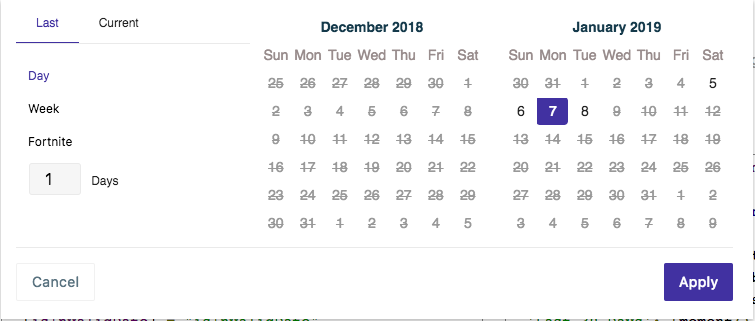 Last Current
Day
Week
Fortnite
1 Days
December 2018
Sun Mon Tue Wed Thu Fri Sat
25 26 27 28 29 30 1
2 3 4 5 6 7 8
9 10 11 12 13 14 15
16 17 18 19 20 21 22
23 24 25 26 27 28 29
30 31 1 2 3 4 5
January 2019
Sun Mon Tue Wed Thu Fri Sat
30 31 1 2 3 4 5
6 7 8 9 10 11 12
13 14 15 16 17 18 19
20 21 22 23 24 25 26
27 28 29 30 31 1 2
3 4 5 6 7 8 9
Cancel Apply